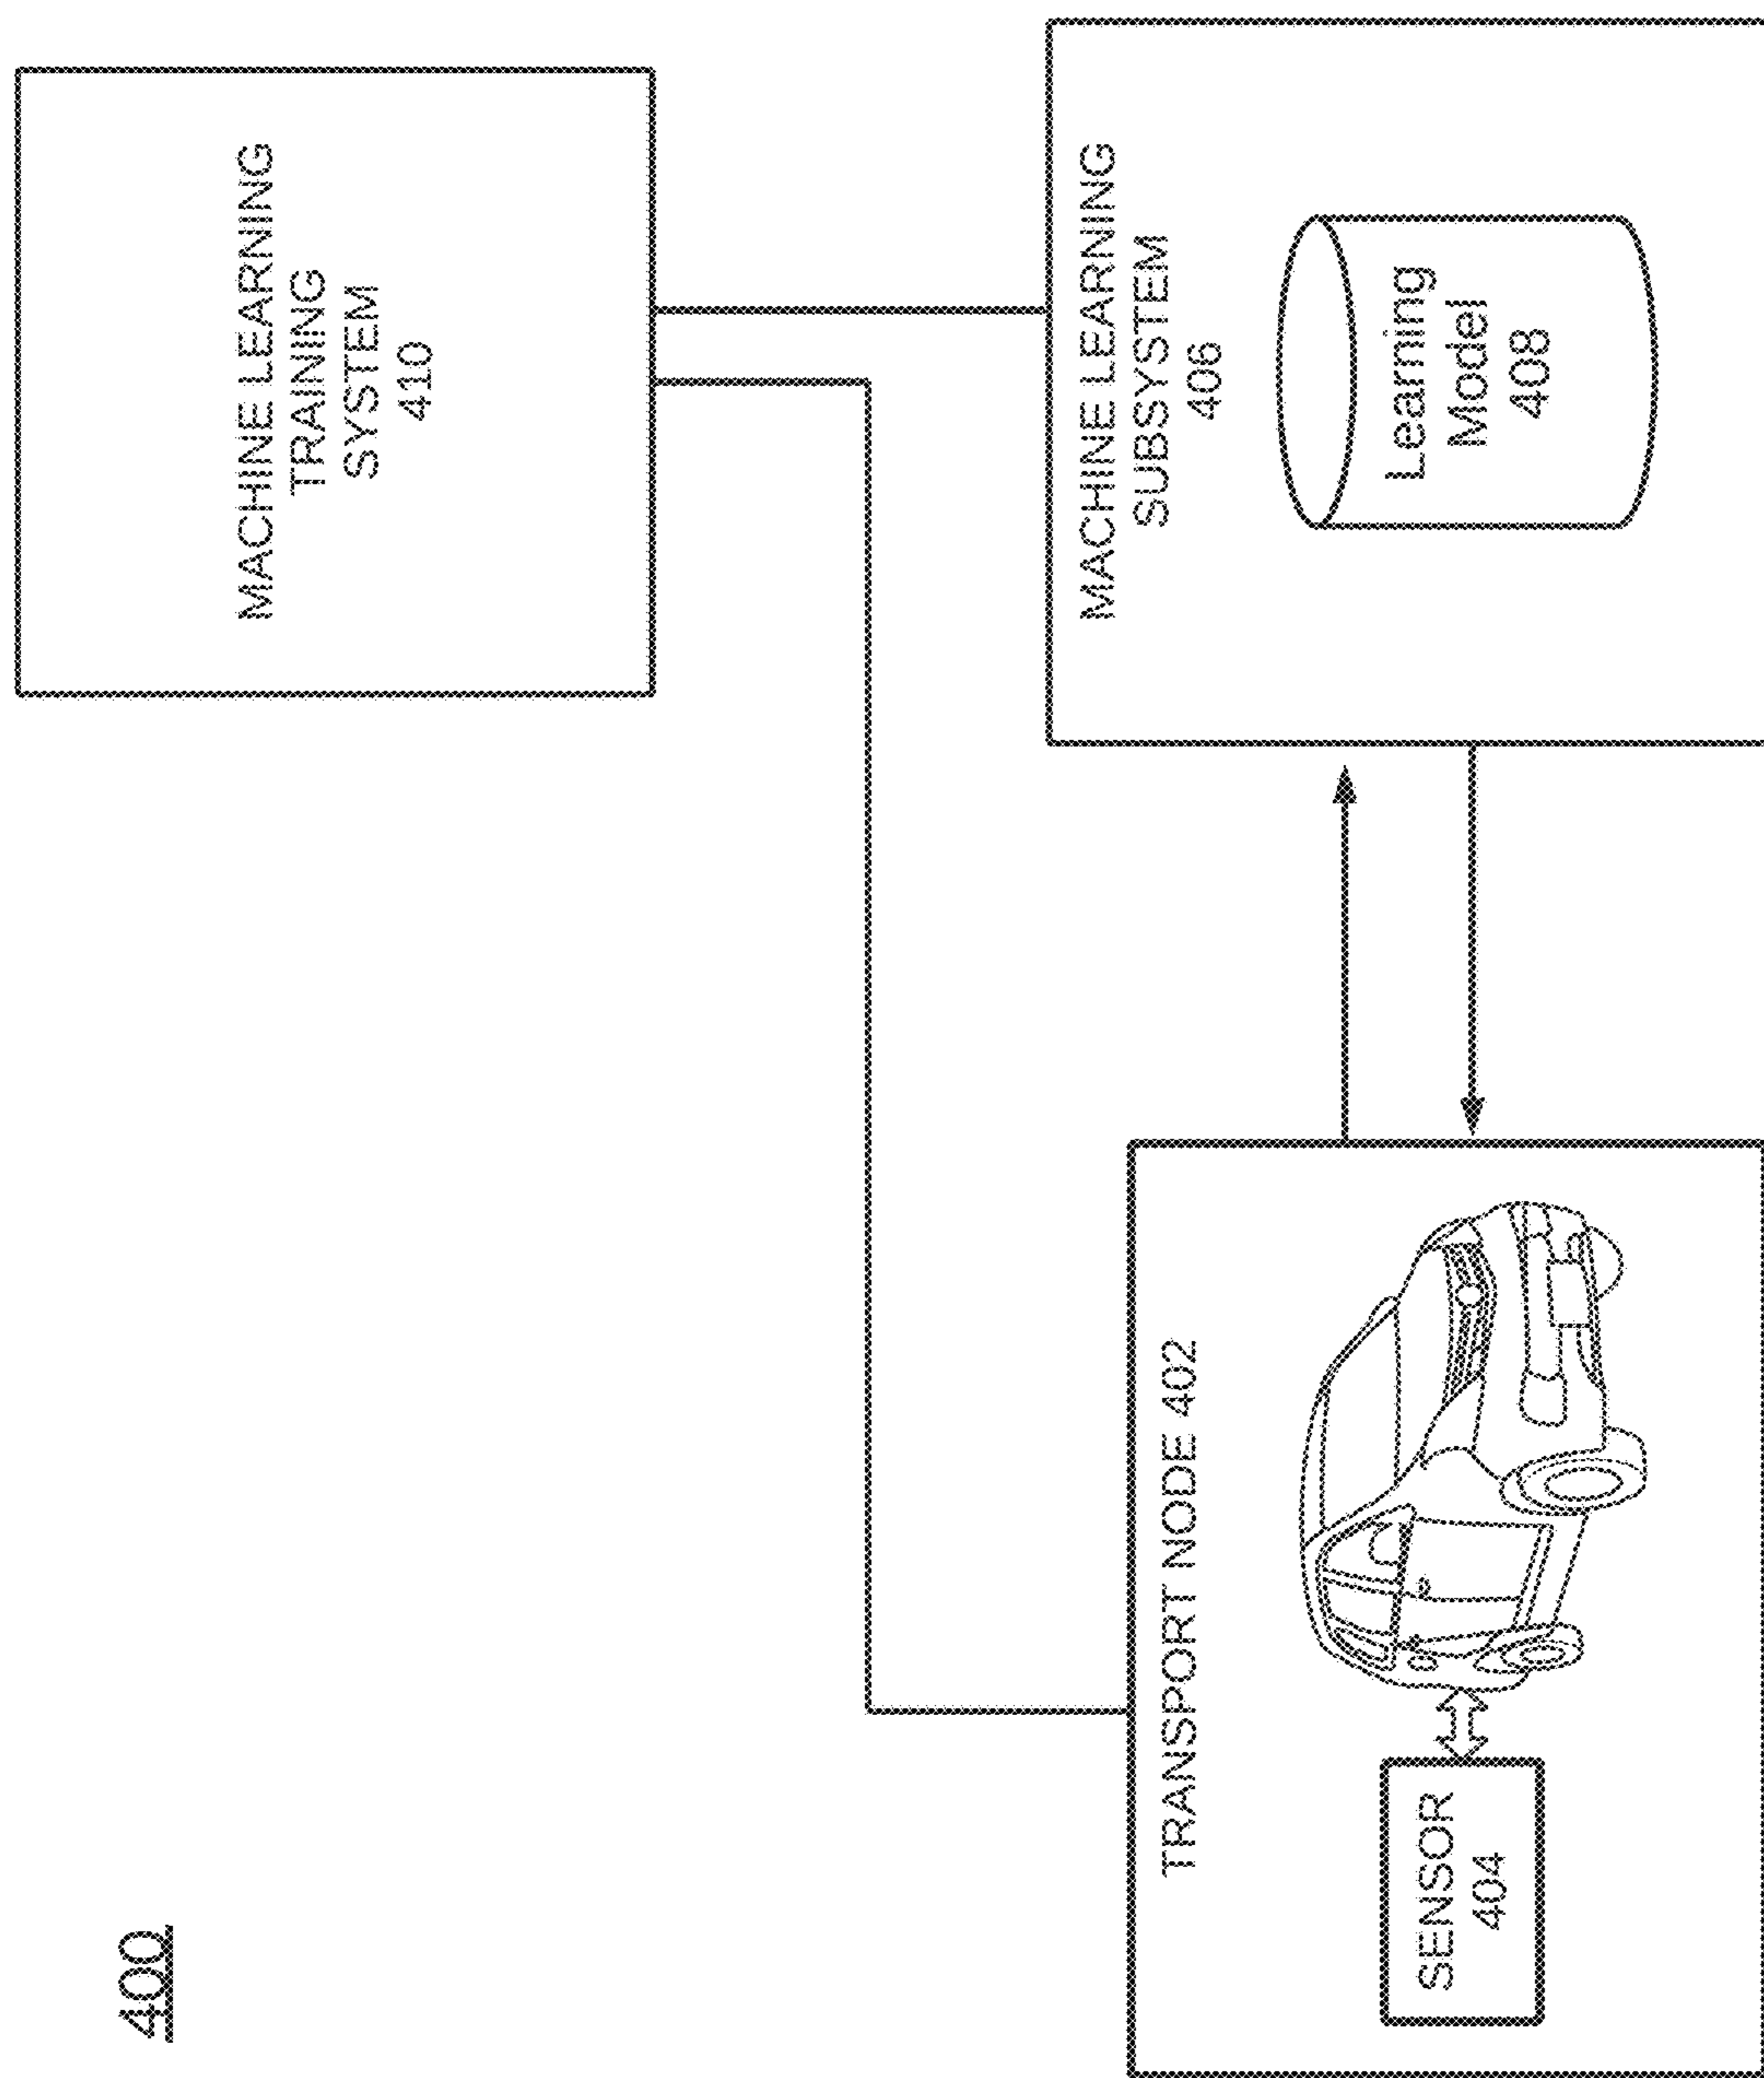 400
MACHINE LEARNING
TRAINING
SYSTEM
410
TRANSPORT NODE 402
SENSOR
404
MACHINE LEARNING
SUBSYSTEM
406
Learning
Model
408